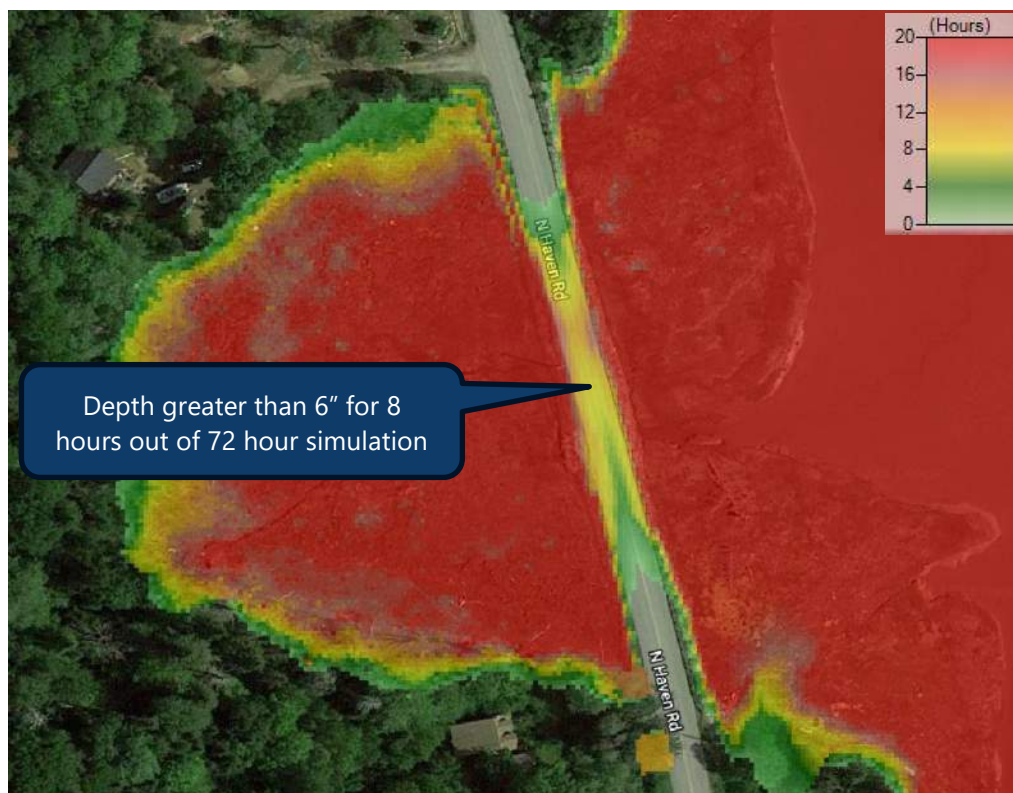 (Hours)
20
16
12
8
4
0
N Haven Rd
Depth greater than 6” for 8
hours out of 72 hour simulation
N Haven Rd